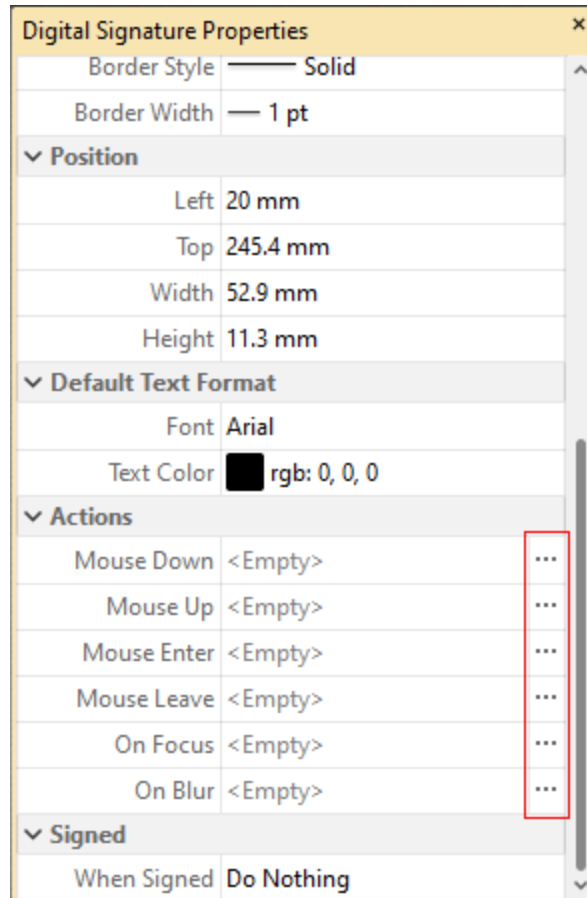 Digital Signature Properties ×
Border Style Solid
Border Width 1 pt
Position
Left 20 mm
Top 245.4 mm
Width 52.9 mm
Height 11.3 mm
Default Text Format
Font Arial
Text Color rgb: 0, 0, 0
Actions
Mouse Down <Empty> ...
Mouse Up <Empty> ...
Mouse Enter <Empty> ...
Mouse Leave <Empty> ...
On Focus <Empty> ...
On Blur <Empty> ...
Signed
When Signed Do Nothing